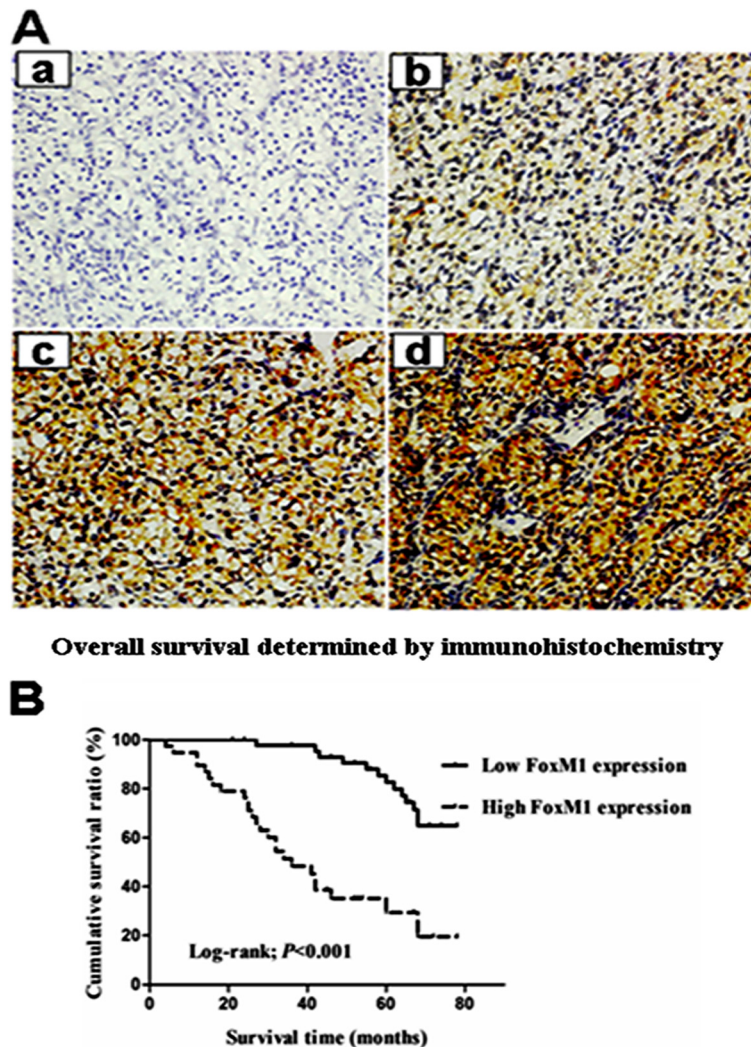 A
a
b
c
d
Overall survival determined by immunohistochemistry
B
Cumulative survival ratio (%)
100
80
60
40
20
0
Low FoxM1 expression
High FoxM1 expression
Log-rank; P<0.001
0 20 40 60 80
Survival time (months)